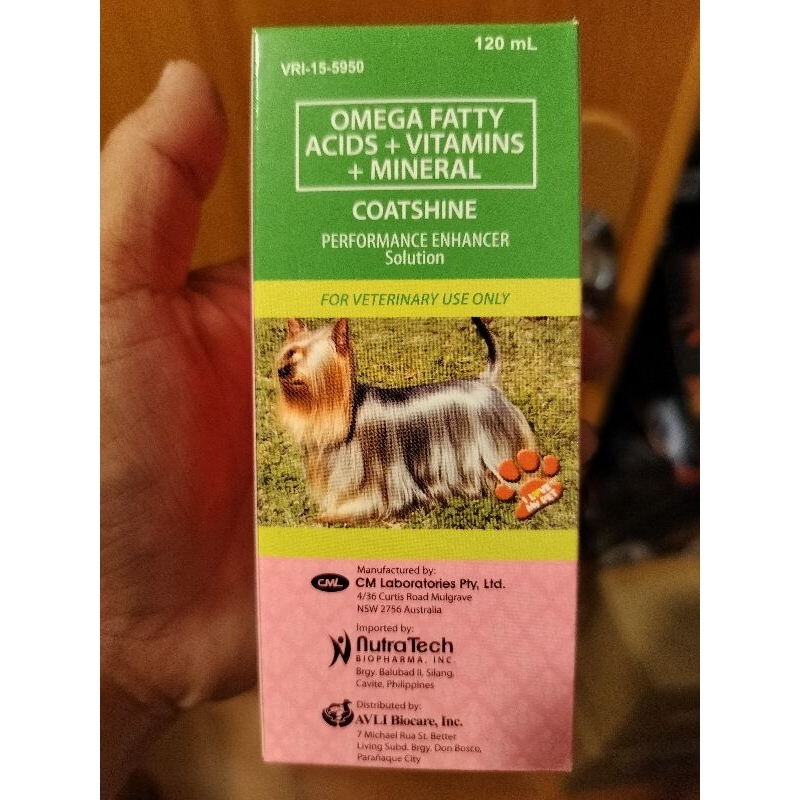 120 mL
VRI-15-5950
OMEGA FATTY
ACIDS + VITAMINS
+ MINERAL
COATSHINE
PERFORMANCE ENHANCER
Solution
FOR VETERINARY USE ONLY
I LOVE
MY PET
Manufactured by:
CML CM Laboratories Pty, Ltd.
4/36 Curtis Road Mulgrave
NSW 2756 Australia
Imported by:
NutraTech
BIOPHARMA, INC.
Brgy. Balubad II, Silang,
Cavite, Philippines
Distributed by:
AVLI Biocare, Inc.
7 Michael Rua St. Better
Living Subd. Brgy. Don Bosco,
Parañaque City